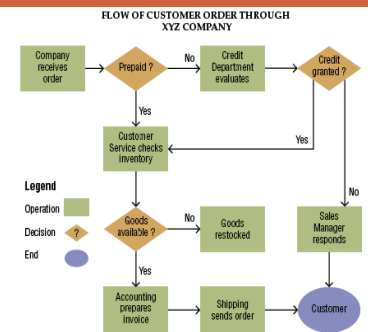 FLOW OF CUSTOMER ORDER THROUGH
XYZ COMPANY
Company
receives
order
Prepaid ?
No
Credit
Department
evaluates
Credit
granted ?
Yes
Yes
Customer
Service checks
inventory
No
Legend
Operation
Decision
?
End
Goods
available ?
No
Goods
restocked
Sales
Manager
responds
Yes
Accounting
prepares
invoice
Shipping
sends order
Customer